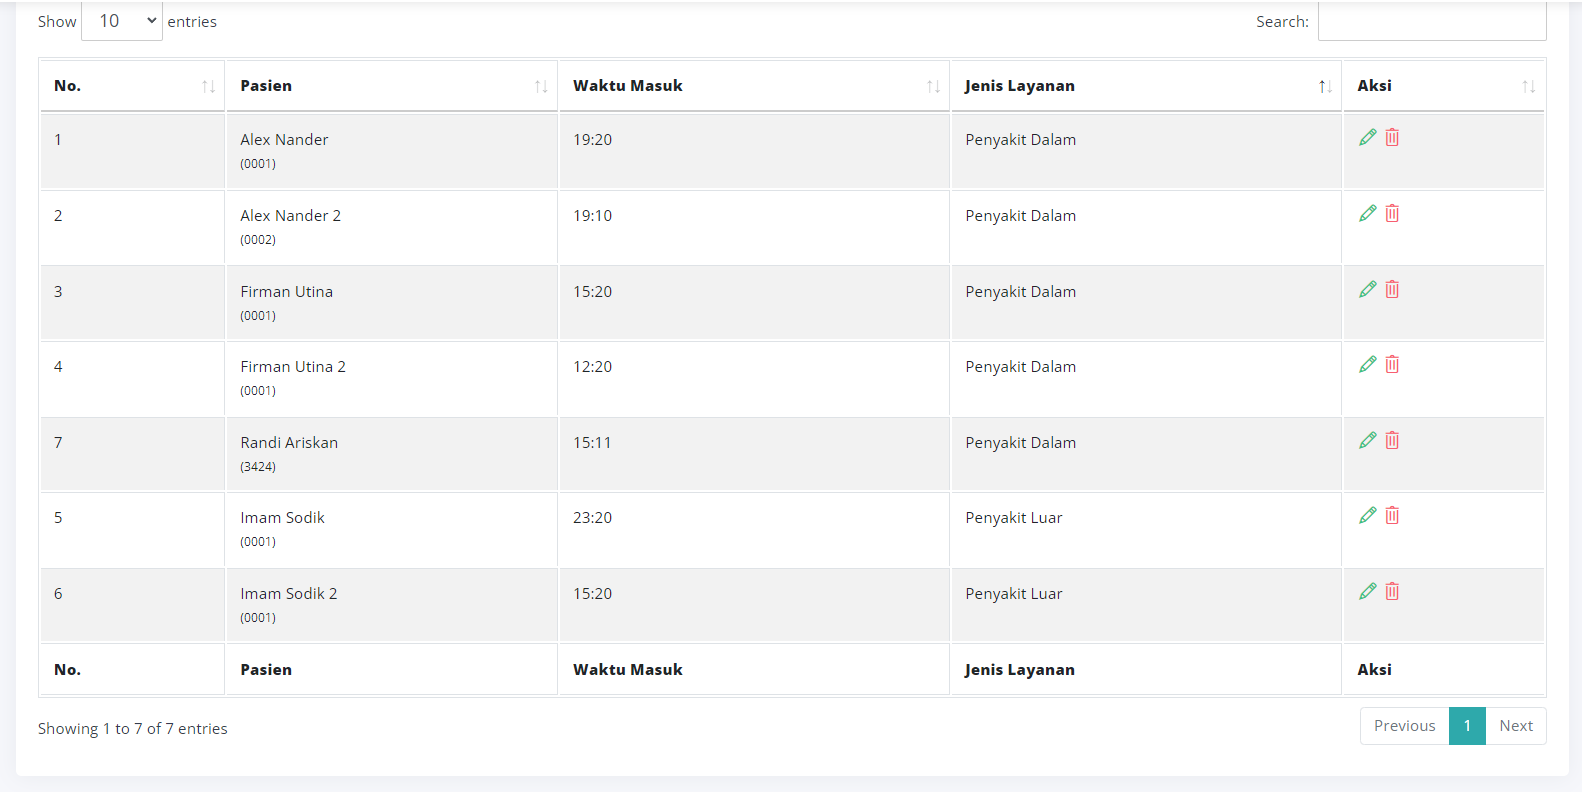 Show 10 entries Search:
No. Pasien Waktu Masuk Jenis Layanan Aksi
1 Alex Nander 19:20 Penyakit Dalam
(0001)
2 Alex Nander 2 19:10 Penyakit Dalam
(0002)
3 Firman Utina 15:20 Penyakit Dalam
(0001)
4 Firman Utina 2 12:20 Penyakit Dalam
(0001)
7 Randi Ariskan 15:11 Penyakit Dalam
(3424)
5 Imam Sodik 23:20 Penyakit Luar
(0001)
6 Imam Sodik 2 15:20 Penyakit Luar
(0001)
No. Pasien Waktu Masuk Jenis Layanan Aksi
Showing 1 to 7 of 7 entries Previous 1 Next